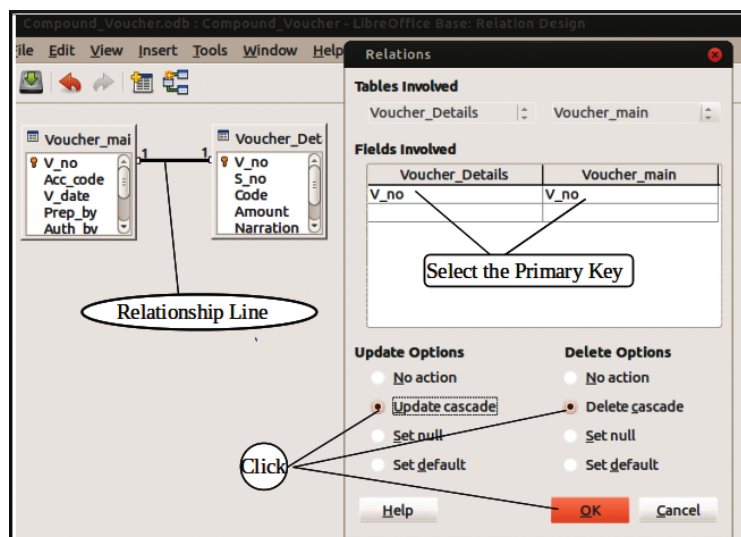 Compound_Voucher.odb : Compound_Voucher - LibreOffice Base: Relation Design
ile Edit View Insert Tools Window Help
Voucher_mai
V_no
Acc_code
V_date
Prep_by
Auth_by
1 1
Voucher_Det
V_no
S_no
Code
Amount
Narration
Relationship Line
Relations
Tables Involved
Voucher_Details Voucher_main
Fields Involved
Voucher_Details Voucher_main
V_no V_no
Select the Primary Key
Update Options Delete Options
No action No action
Update cascade Delete cascade
Set null Set null
Set default Set default
Click
Help OK Cancel